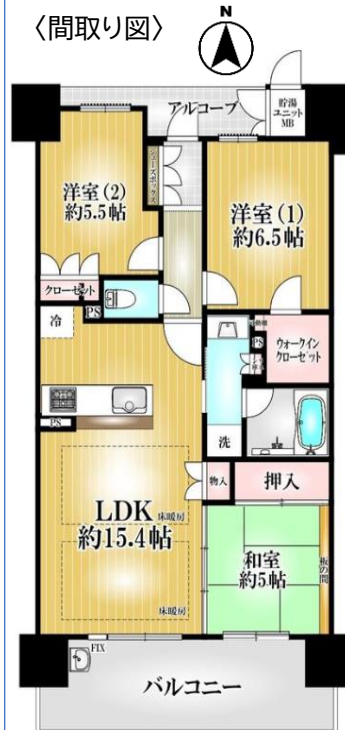 〈間取り図〉
N
アルコーブ
貯湯
ユニット
MB
シューズボックス
洋室(2)
約5.5帖
洋室(1)
約6.5帖
クローゼット
PS
冷
PS
ウォークイン
クローゼット
PS
洗
物入
押入
LDK
約15.4帖
床暖房
床暖房
和室
約5帖
板の間
FIX
バルコニー